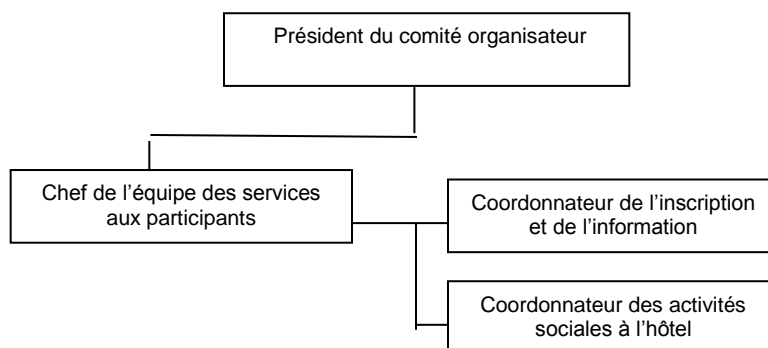 Président du comité organisateur
Chef de l’équipe des services
aux participants
Coordonnateur de l’inscription
et de l’information
Coordonnateur des activités
sociales à l’hôtel